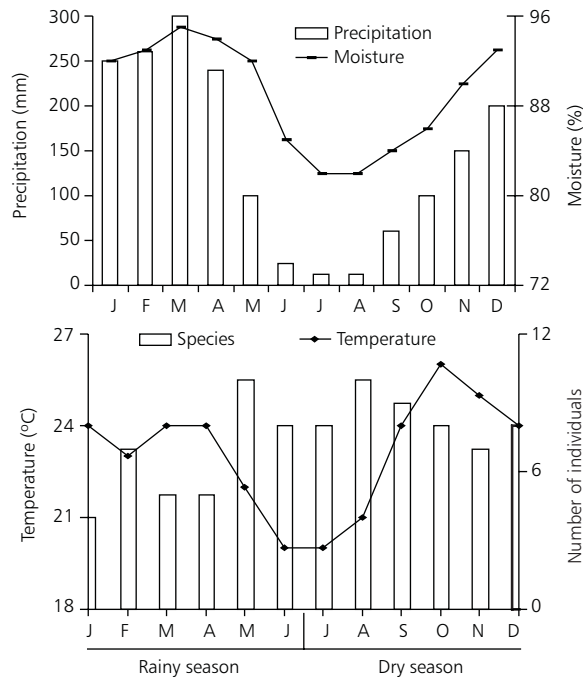 300
250
200
150
100
50
0
Precipitation (mm)
Precipitation
Moisture
96
88
80
72
Moisture (%)
J F M A M J J A S O N D
27
24
21
18
Temperature (ºC)
Species Temperature
12
6
0
Number of individuals
J F M A M J J A S O N D
Rainy season Dry season